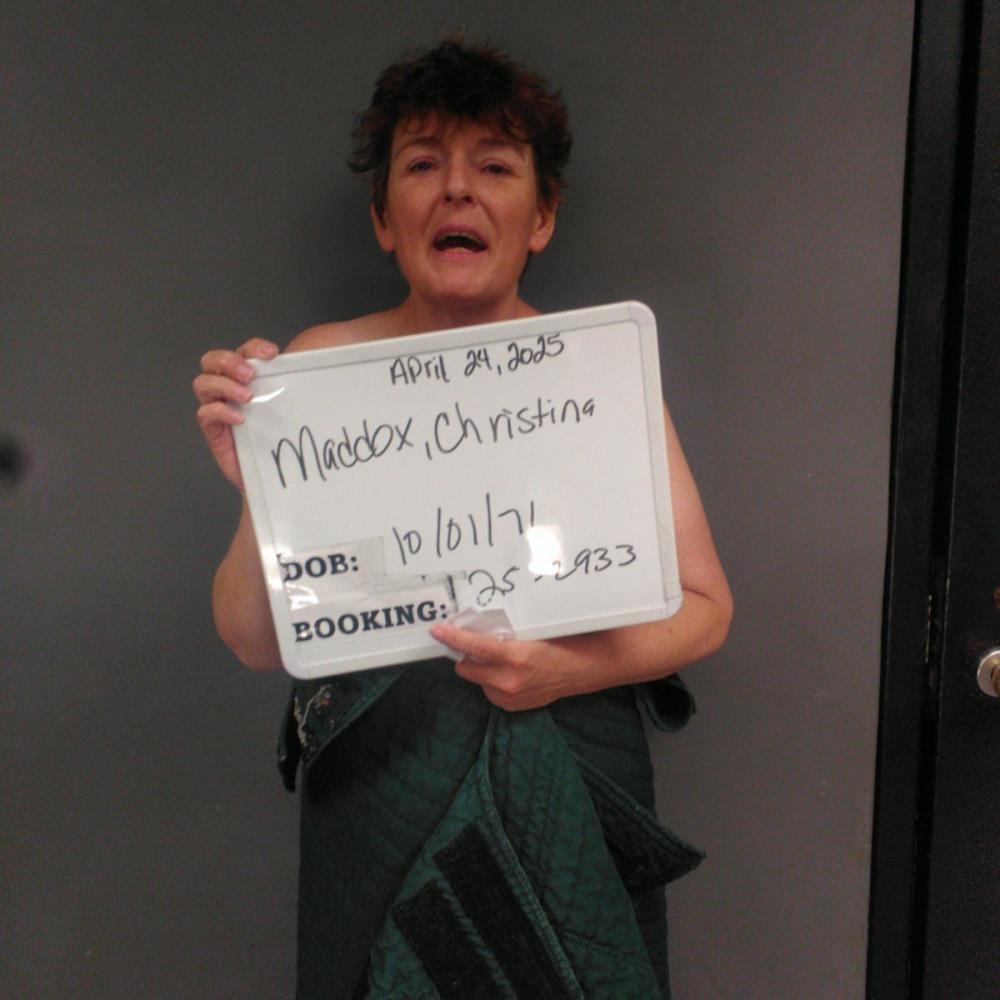 APril 24, 2025
Maddox, Christina
DOB: 10/01/71
BOOKING: 25-2933